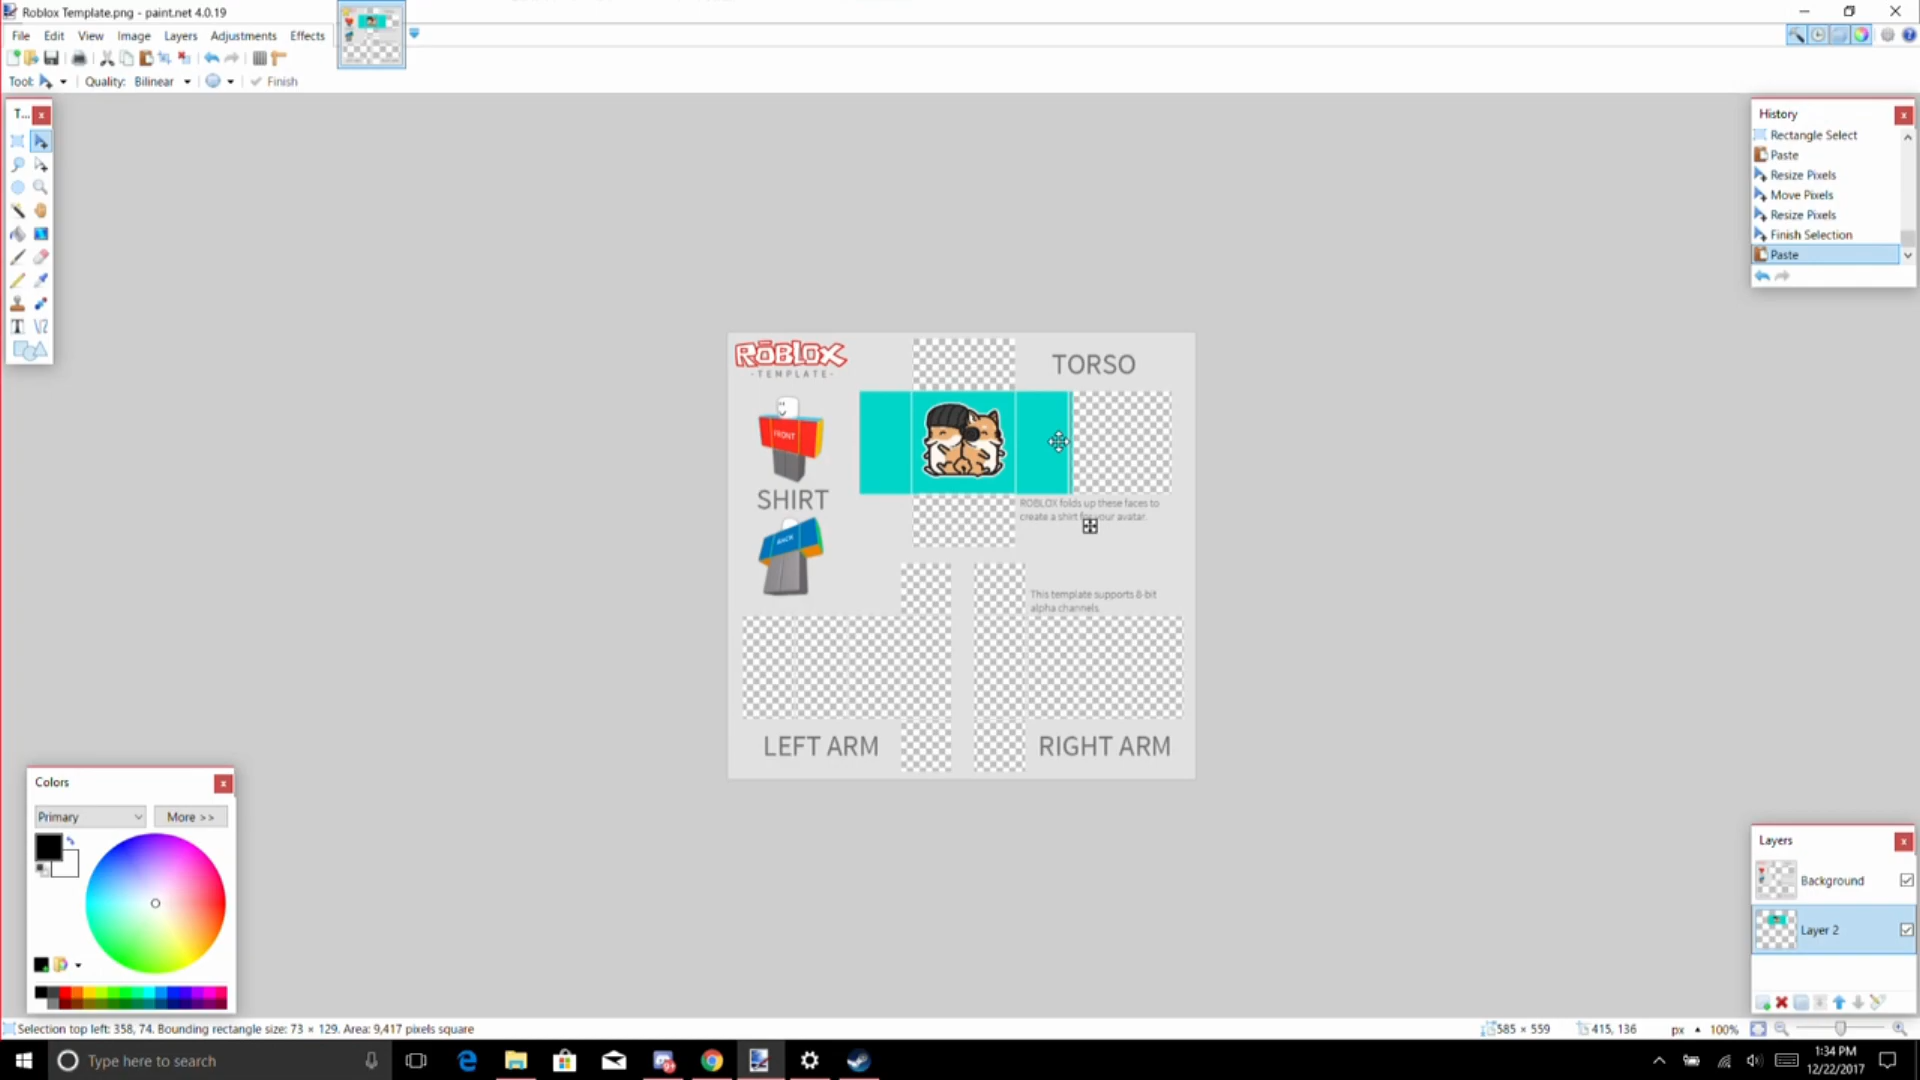 Roblox Template.png - paint.net 4.0.19
File Edit View Image Layers Adjustments Effects
Tool: Quality: Bilinear Finish
T...
History
Rectangle Select
Paste
Resize Pixels
Move Pixels
Resize Pixels
Finish Selection
Paste
ROBLOX
-TEMPLATE-
TORSO
FRONT
SHIRT
ROBLOX folds up these faces to
create a shirt for your avatar.
BACK
This template supports 8-bit
alpha channels.
LEFT ARM
RIGHT ARM
Colors
Primary
More >>
Layers
Background
Layer 2
Selection top left: 358, 74. Bounding rectangle size: 73 × 129. Area: 9,417 pixels square
585 × 559
415, 136
px
100%
Type here to search
1:34 PM
12/22/2017